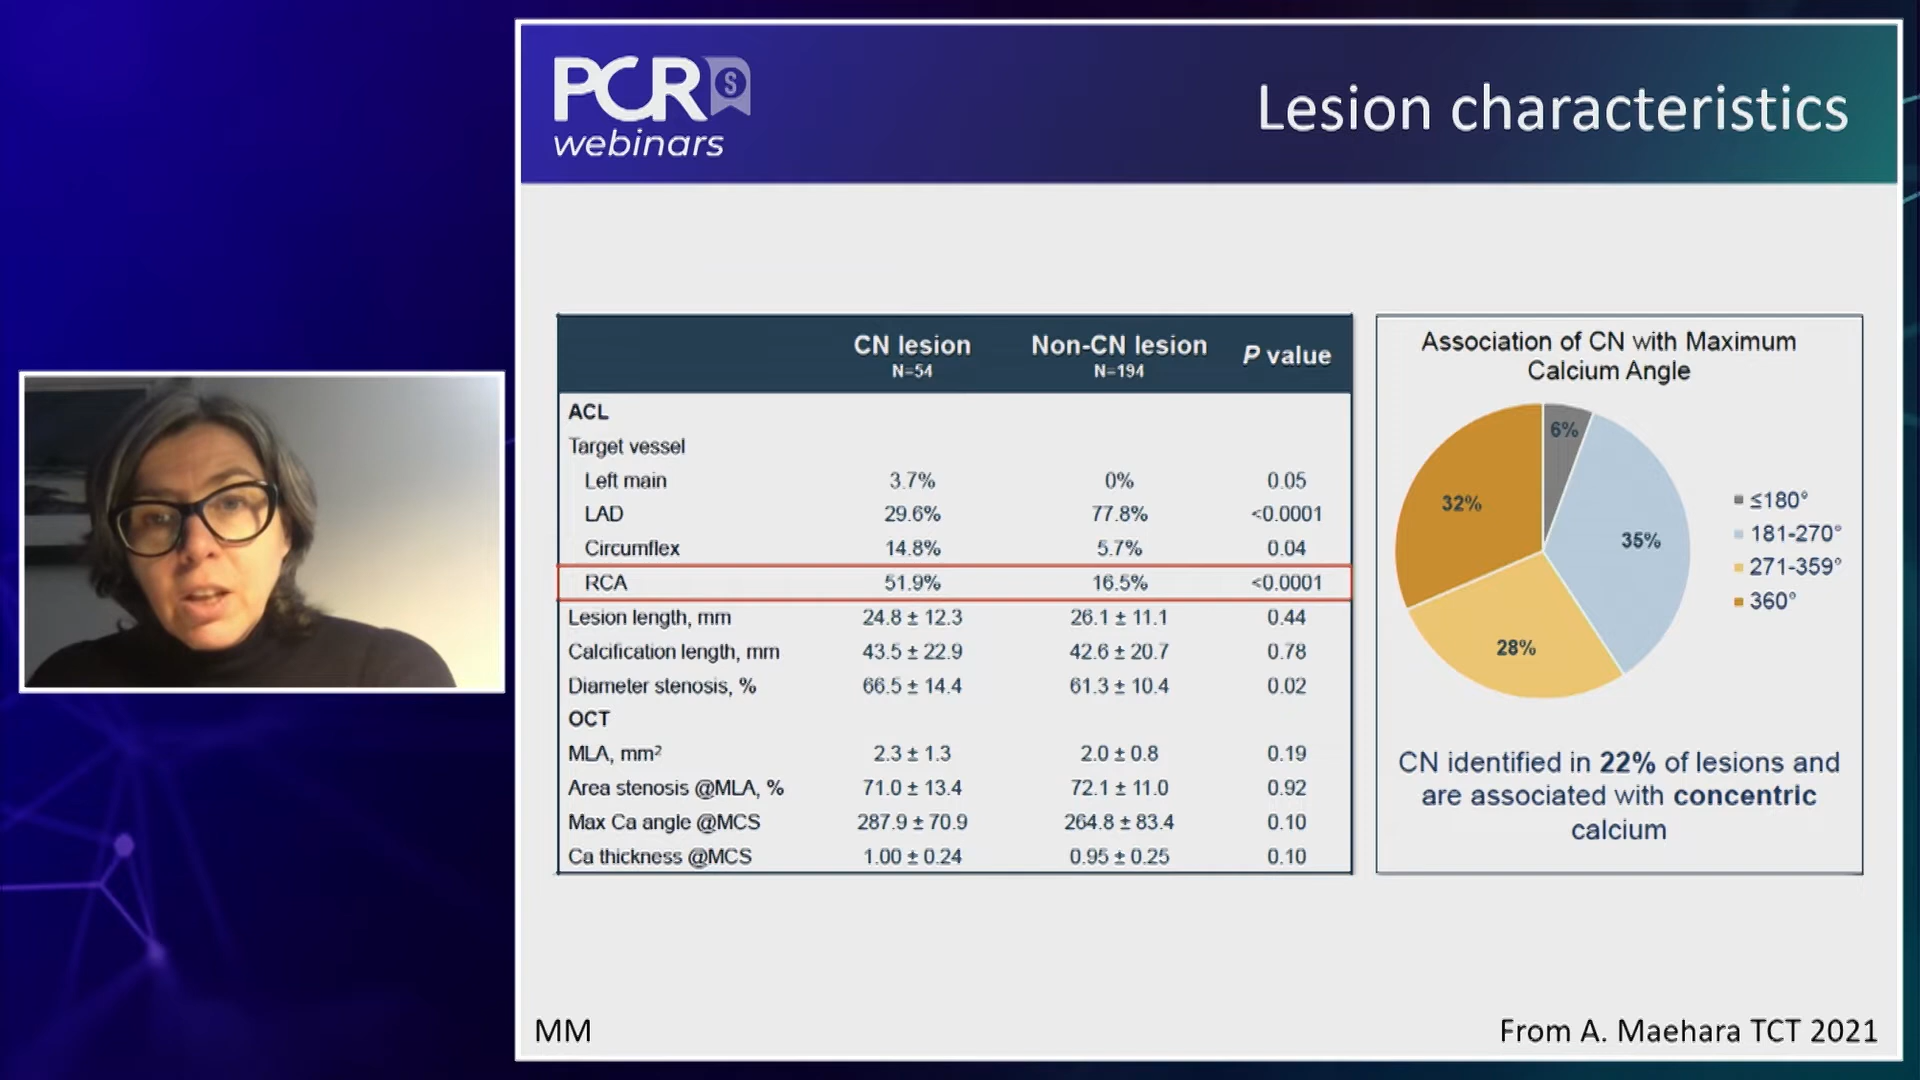 PCR S
webinars
Lesion characteristics
CN lesion Non-CN lesion P value
N=54 N=194
ACL
Target vessel
Left main 3.7% 0% 0.05
LAD 29.6% 77.8% <0.0001
Circumflex 14.8% 5.7% 0.04
RCA 51.9% 16.5% <0.0001
Lesion length, mm 24.8 ± 12.3 26.1 ± 11.1 0.44
Calcification length, mm 43.5 ± 22.9 42.6 ± 20.7 0.78
Diameter stenosis, % 66.5 ± 14.4 61.3 ± 10.4 0.02
OCT
MLA, mm² 2.3 ± 1.3 2.0 ± 0.8 0.19
Area stenosis @MLA, % 71.0 ± 13.4 72.1 ± 11.0 0.92
Max Ca angle @MCS 287.9 ± 70.9 264.8 ± 83.4 0.10
Ca thickness @MCS 1.00 ± 0.24 0.95 ± 0.25 0.10
Association of CN with Maximum
Calcium Angle
6%
35%
28%
32%
≤180°
181-270°
271-359°
360°
CN identified in 22% of lesions and
are associated with concentric
calcium
MM
From A. Maehara TCT 2021